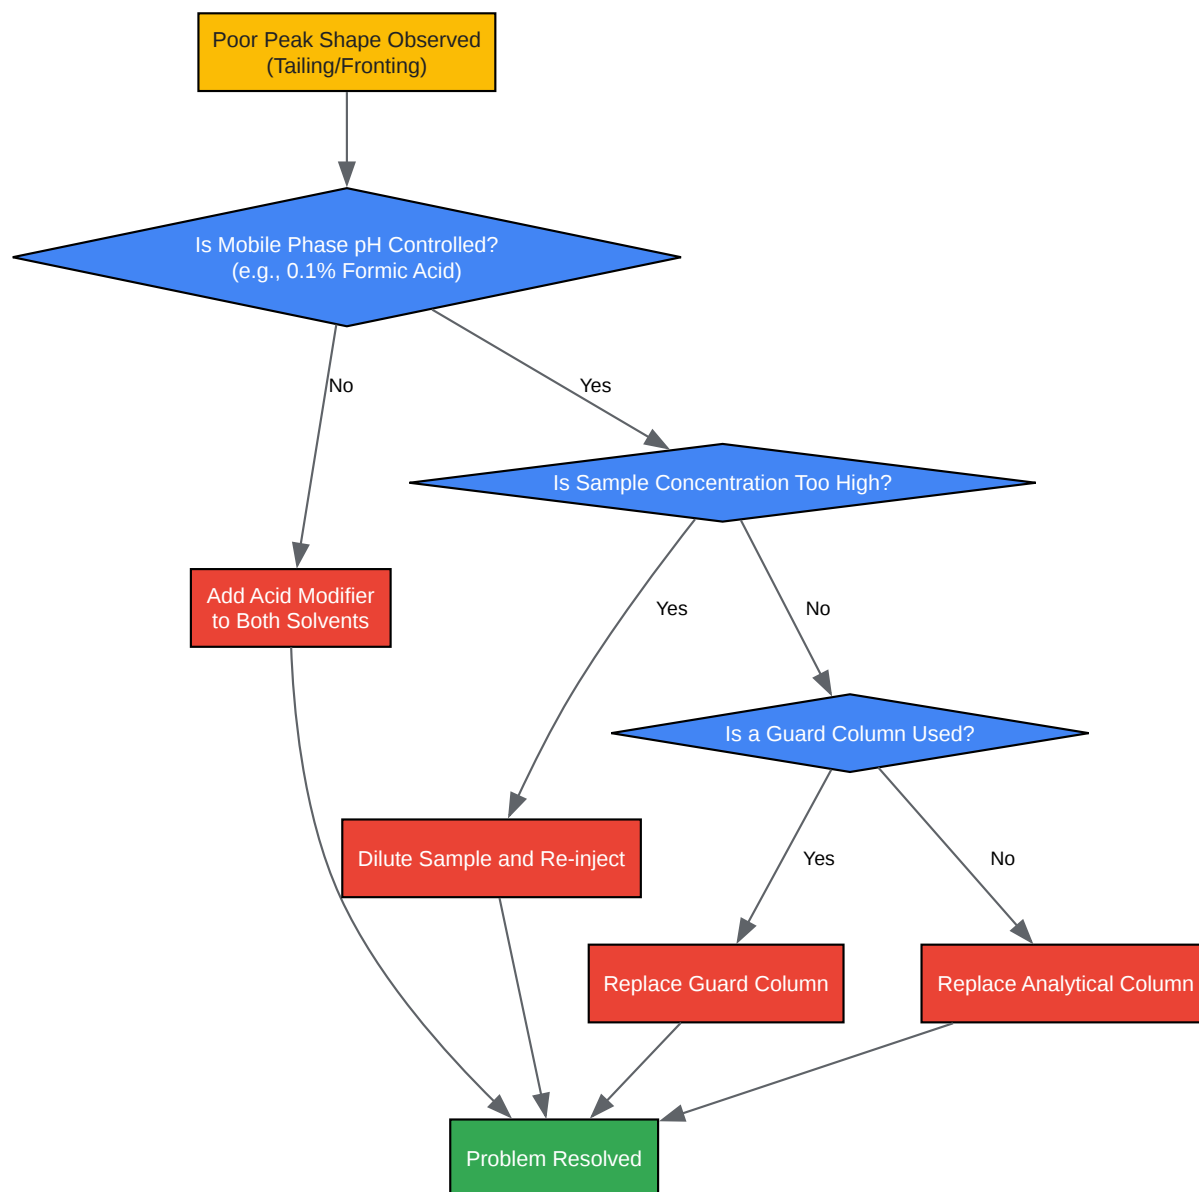 Poor Peak Shape Observed
(Tailing/Fronting)
Is Mobile Phase pH Controlled?
(e.g., 0.1% Formic Acid)
No
Yes
Is Sample Concentration Too High?
Add Acid Modifier
to Both Solvents
Yes
No
Is a Guard Column Used?
Dilute Sample and Re-inject
Yes
No
Replace Guard Column
Replace Analytical Column
Problem Resolved